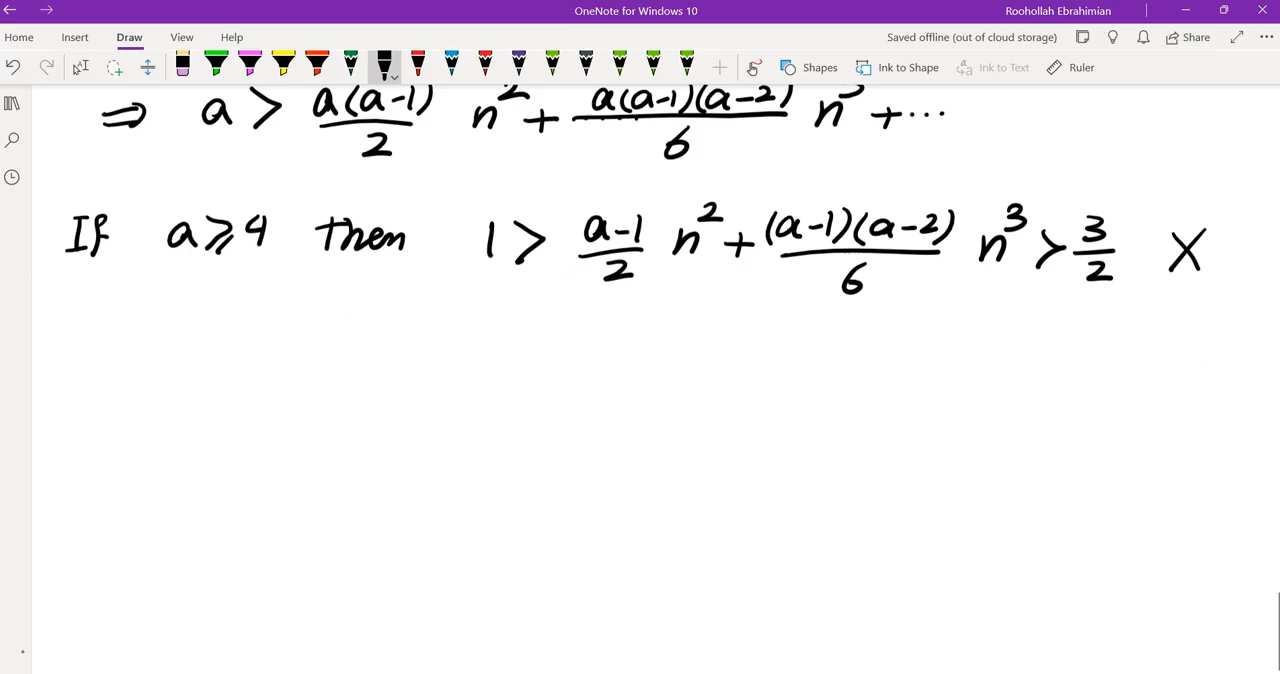 OneNote for Windows 10
Roohollah Ebrahimian
Home Insert Draw View Help
Saved offline (out of cloud storage)
Share
Shapes Ink to Shape Ink to Text Ruler
⇒ a > a(a-1)/2 n² + a(a-1)(a-2)/6 n³ + ...
If a ⩾ 4 then 1 > a-1/2 n² + (a-1)(a-2)/6 n³ > 3/2 X